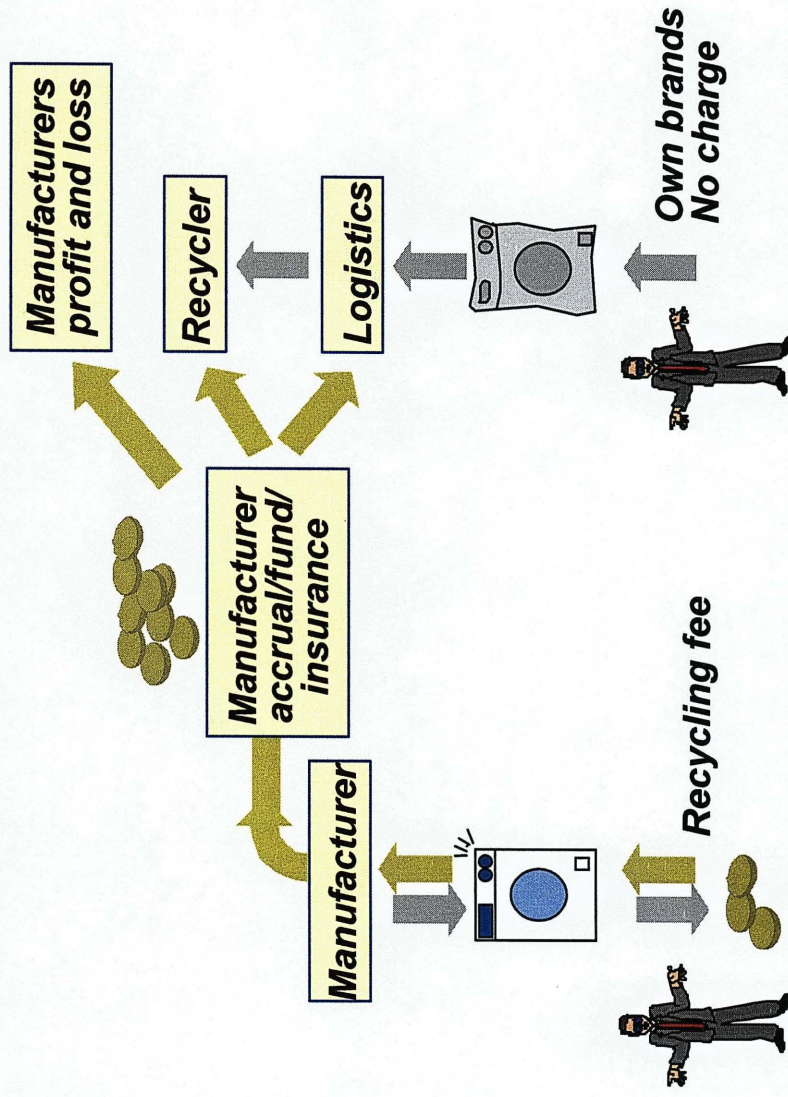 Manufacturers
profit and loss
Recycler
Logistics
Manufacturer
accrual/fund/
insurance
Manufacturer
Recycling fee
Own brands
No charge